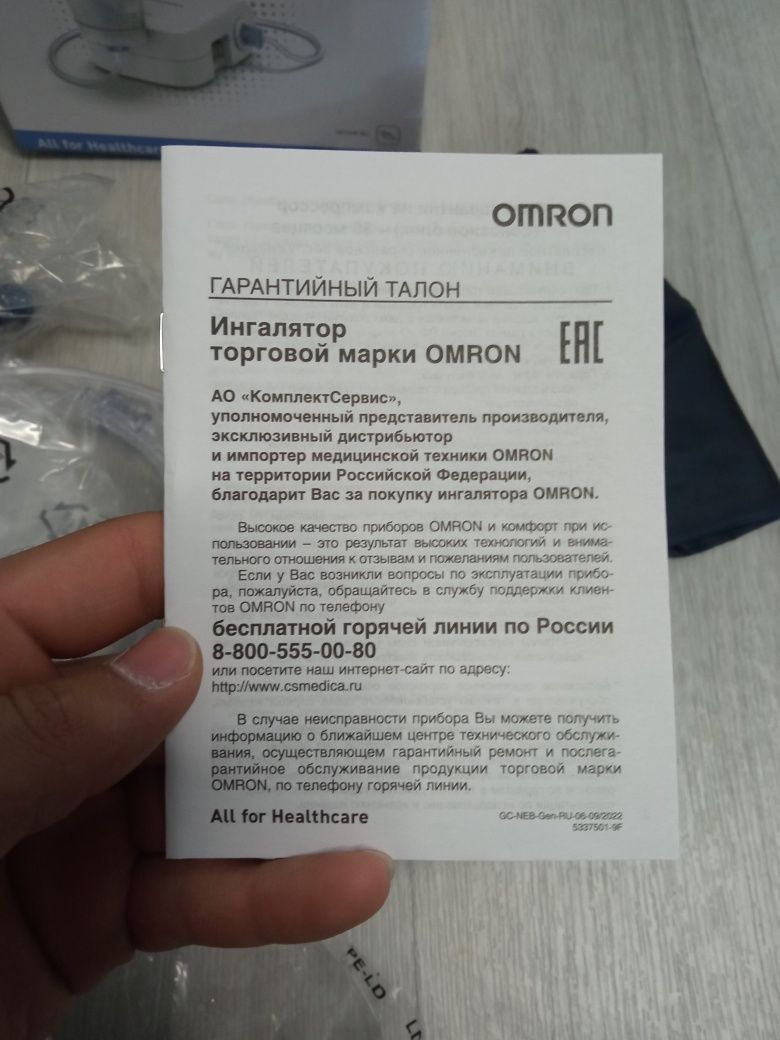 All for Healthcare
OMRON
ГАРАНТИЙНЫЙ ТАЛОН
Ингалятор
торговой марки OMRON
EAC
АО «КомплектСервис»,
уполномоченный представитель производителя,
эксклюзивный дистрибьютор
и импортер медицинской техники OMRON
на территории Российской Федерации,
благодарит Вас за покупку ингалятора OMRON.
Высокое качество приборов OMRON и комфорт при ис-
пользовании – это результат высоких технологий и внима-
тельного отношения к отзывам и пожеланиям пользователей.
Если у Вас возникли вопросы по эксплуатации прибо-
ра, пожалуйста, обращайтесь в службу поддержки клиен-
тов OMRON по телефону
бесплатной горячей линии по России
8-800-555-00-80
или посетите наш интернет-сайт по адресу:
http://www.csmedica.ru
В случае неисправности прибора Вы можете получить
информацию о ближайшем центре технического обслужи-
вания, осуществляющем гарантийный ремонт и послега-
рантийное обслуживание продукции торговой марки
OMRON, по телефону горячей линии.
All for Healthcare
GC-NEB-Gen-RU-06-09/2022
5337501-9F
PE-LD